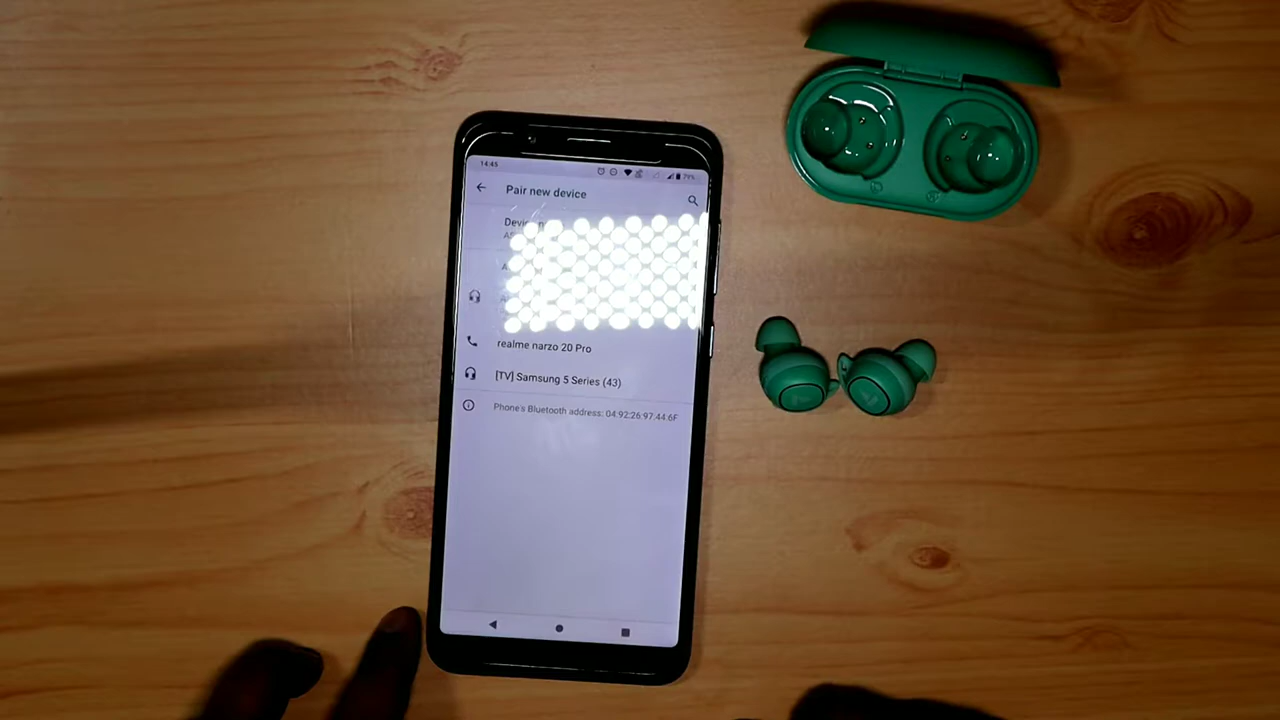 14:45
79%
Pair new device
realme narzo 20 Pro
[TV] Samsung 5 Series (43)
Phone's Bluetooth address: 04:92:26:97:44:6F